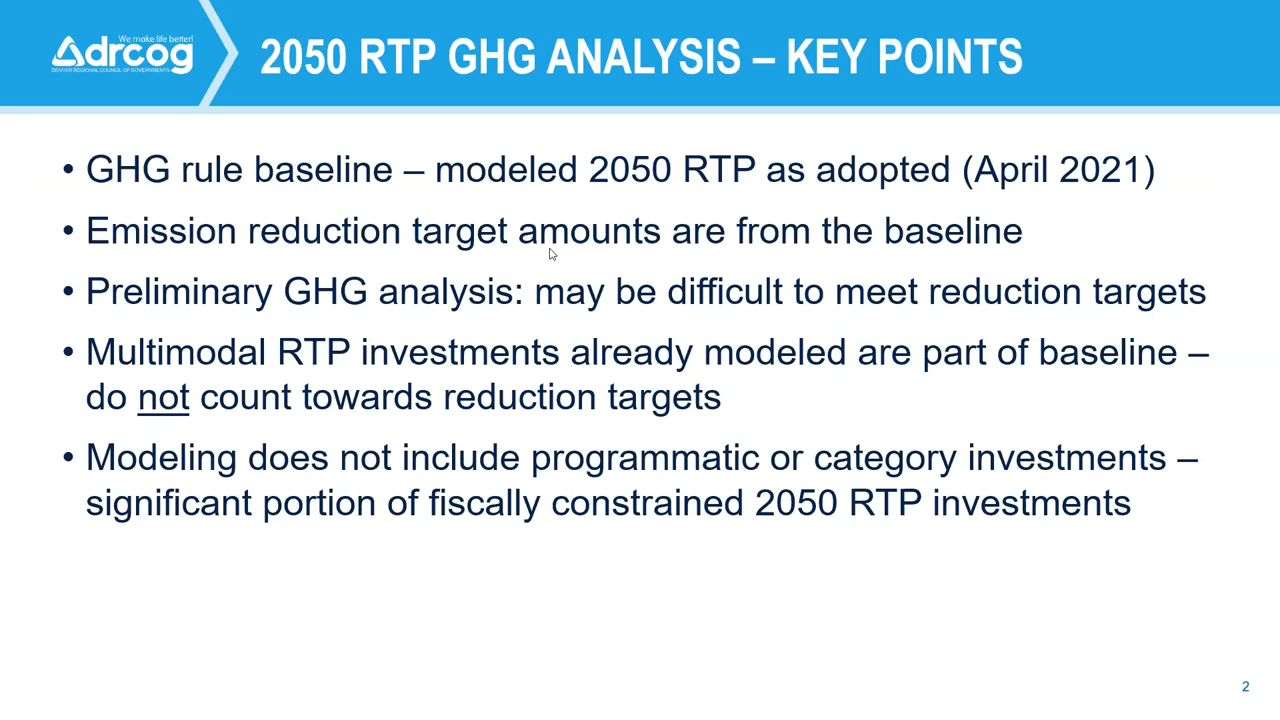 We make life better!
drcog
DENVER REGIONAL COUNCIL OF GOVERNMENTS
2050 RTP GHG ANALYSIS – KEY POINTS
• GHG rule baseline – modeled 2050 RTP as adopted (April 2021)
• Emission reduction target amounts are from the baseline
• Preliminary GHG analysis: may be difficult to meet reduction targets
• Multimodal RTP investments already modeled are part of baseline –
do not count towards reduction targets
• Modeling does not include programmatic or category investments –
significant portion of fiscally constrained 2050 RTP investments
2